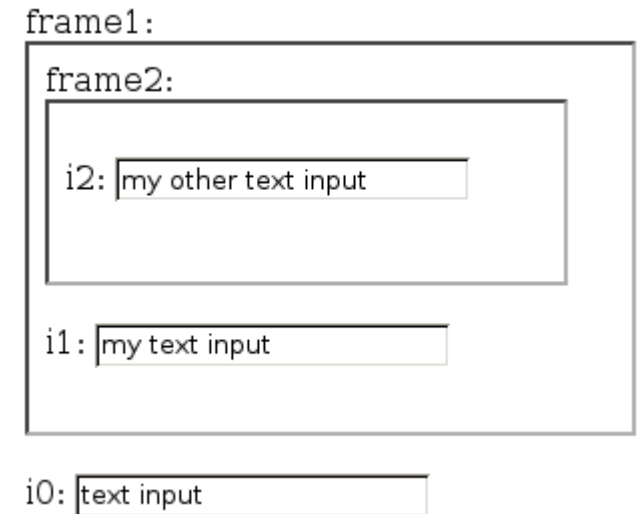 frame1:
frame2:
i2: my other text input
i1: my text input
i0: text input